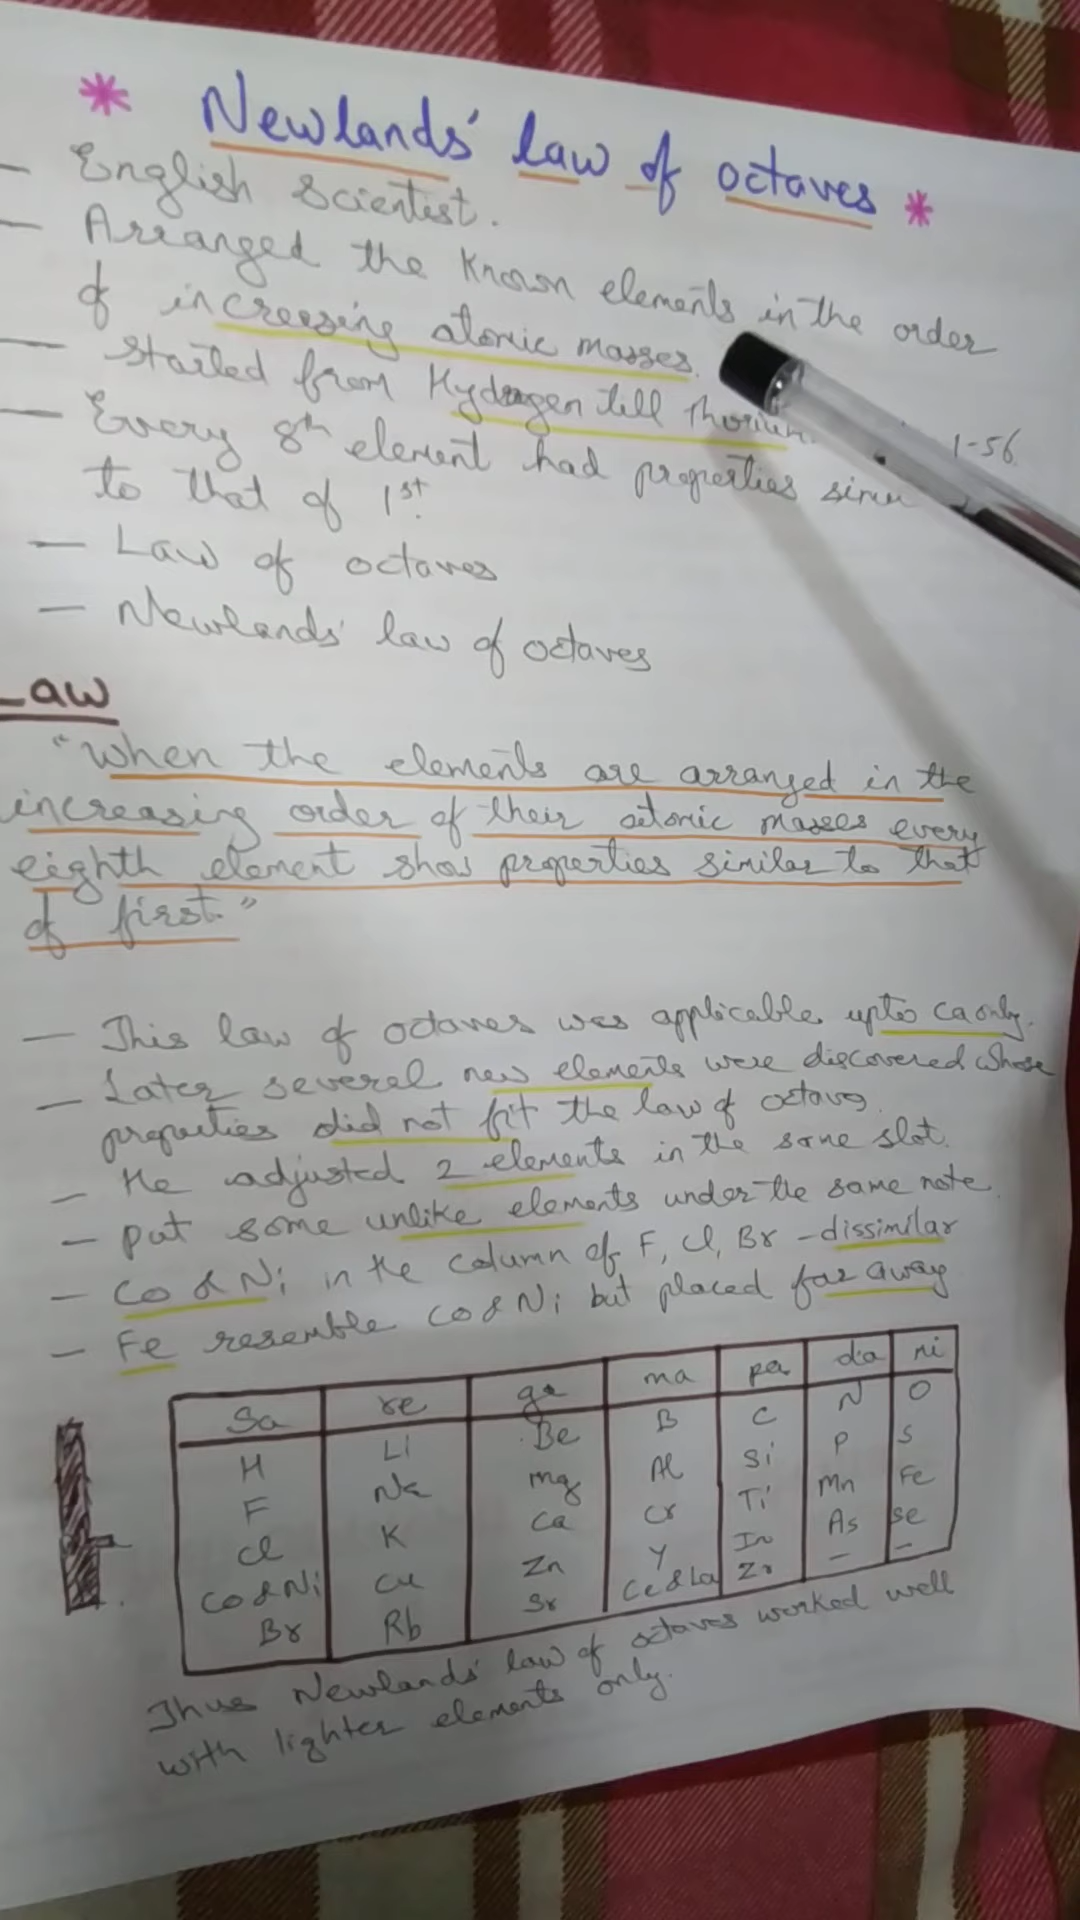 * Newlands' law of octaves *
- English Scientist.
- Arranged the known elements in the order
of increasing atomic masses.
- Started from Hydrogen till Thorium. 1-56.
- Every 8th element had properties
to that of 1st.
- Law of octaves
- Newlands' law of octaves
Law
"When the elements are arranged in the
increasing order of their atomic masses every
eighth element show properties similar to that
of first."
- This law of octaves was applicable upto Ca only.
- Later several new elements were discovered whose
properties did not fit the law of octave.
- He adjusted 2 elements in the same slot.
- put some unlike elements under the same note.
- Co & Ni in the column of F, Cl, Br - dissimilar
- Fe resemble Co & Ni but placed far away
Sa re ga ma pa da ni
H Li Be B C N O
F Na Mg Al Si P S
Cl K Ca Cr Ti Mn Fe
Co & Ni Cu Zn Y In As Se
Br Rb Sr Ce & La Zr - -
Thus Newlands' law of octaves worked well
with lighter elements only.